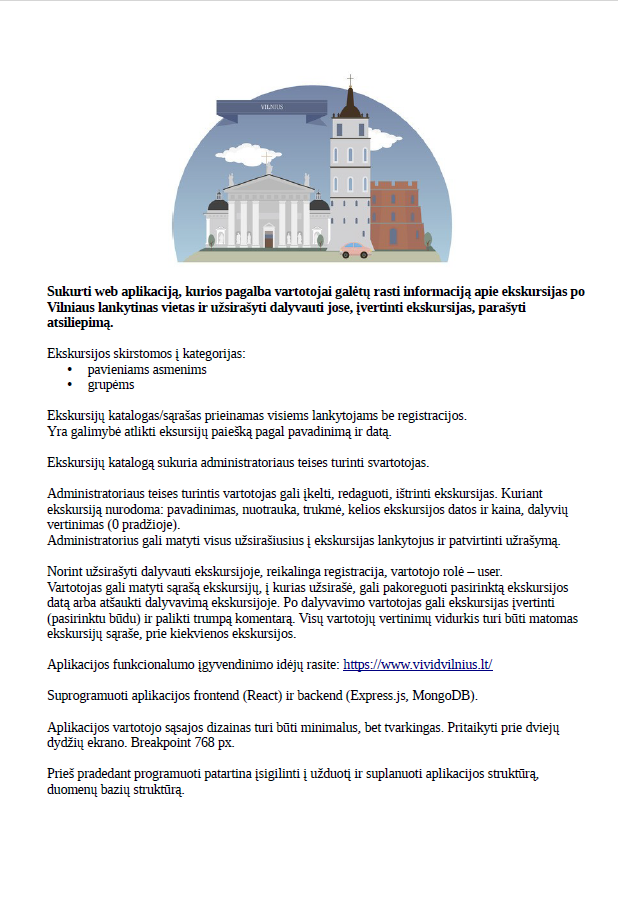 VILNIUS
Sukurti web aplikaciją, kurios pagalba vartotojai galėtų rasti informaciją apie ekskursijas po
Vilniaus lankytinas vietas ir užsirašyti dalyvauti jose, įvertinti ekskursijas, parašyti
atsiliepimą.
Ekskursijos skirstomos į kategorijas:
• pavieniams asmenims
• grupėms
Ekskursijų katalogas/sąrašas prieinamas visiems lankytojams be registracijos.
Yra galimybė atlikti eksursijų paiešką pagal pavadinimą ir datą.
Ekskursijų katalogą sukuria administratoriaus teises turinti svartotojas.
Administratoriaus teises turintis vartotojas gali įkelti, redaguoti, ištrinti ekskursijas. Kuriant
ekskursiją nurodoma: pavadinimas, nuotrauka, trukmė, kelios ekskursijos datos ir kaina, dalyvių
vertinimas (0 pradžioje).
Administratorius gali matyti visus užsirašiusius į ekskursijas lankytojus ir patvirtinti užrašymą.
Norint užsirašyti dalyvauti ekskursijoje, reikalinga registracija, vartotojo rolė – user.
Vartotojas gali matyti sąrašą ekskursijų, į kurias užsirašė, gali pakoreguoti pasirinktą ekskursijos
datą arba atšaukti dalyvavimą ekskursijoje. Po dalyvavimo vartotojas gali ekskursijas įvertinti
(pasirinktu būdu) ir palikti trumpą komentarą. Visų vartotojų vertinimų vidurkis turi būti matomas
ekskursijų sąraše, prie kiekvienos ekskursijos.
Aplikacijos funkcionalumo įgyvendinimo idėjų rasite: https://www.vividvilnius.lt/
Suprogramuoti aplikacijos frontend (React) ir backend (Express.js, MongoDB).
Aplikacijos vartotojo sąsajos dizainas turi būti minimalus, bet tvarkingas. Pritaikyti prie dviejų
dydžių ekrano. Breakpoint 768 px.
Prieš pradedant programuoti patartina įsigilinti į užduotį ir suplanuoti aplikacijos struktūrą,
duomenų bazių struktūrą.